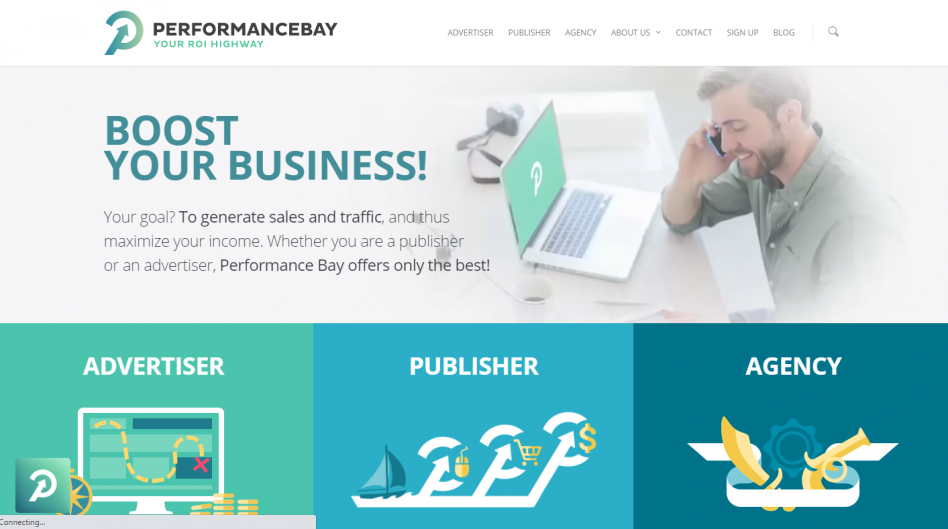 PERFORMANCEBAY
YOUR ROI HIGHWAY
ADVERTISER PUBLISHER AGENCY ABOUT US CONTACT SIGN UP BLOG
BOOST
YOUR BUSINESS!
Your goal? To generate sales and traffic, and thus
maximize your income. Whether you are a publisher
or an advertiser, Performance Bay offers only the best!
ADVERTISER
PUBLISHER
AGENCY
$
Connecting...